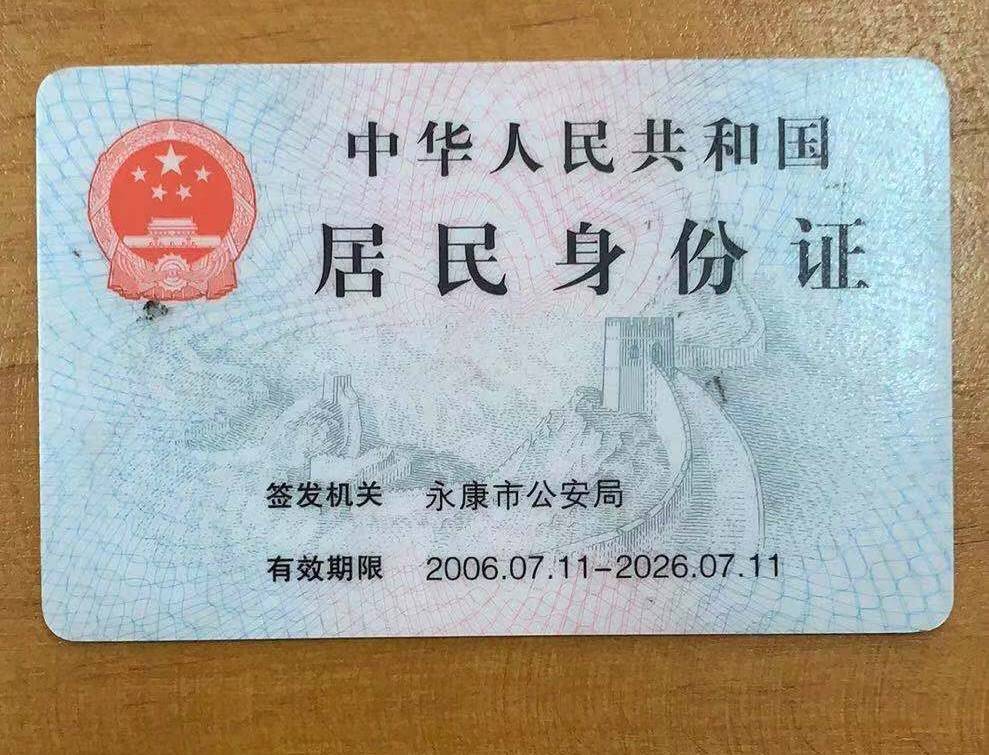 中华人民共和国
居民身份证
签发机关 永康市公安局
有效期限 2006.07.11-2026.07.11